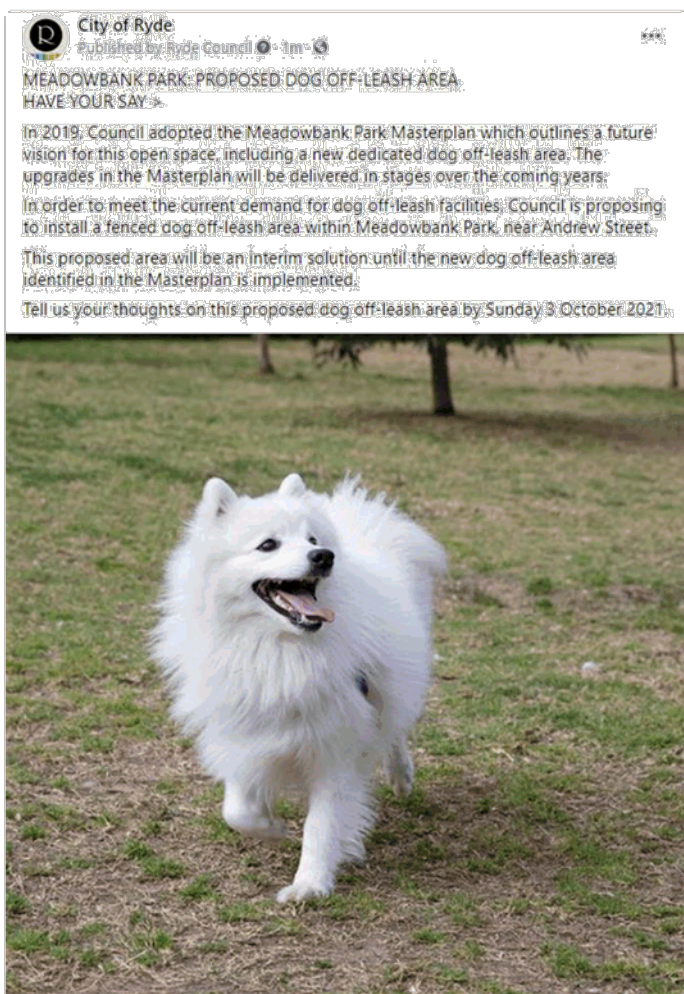 City of Ryde
Published by Ryde Council · 1m ·
MEADOWBANK PARK: PROPOSED DOG OFF-LEASH AREA
HAVE YOUR SAY
In 2019, Council adopted the Meadowbank Park Masterplan which outlines a future
vision for this open space, including a new dedicated dog off-leash area. The
upgrades in the Masterplan will be delivered in stages over the coming years.
In order to meet the current demand for dog off-leash facilities, Council is proposing
to install a fenced dog off-leash area within Meadowbank Park, near Andrew Street.
This proposed area will be an interim solution until the new dog off-leash area
identified in the Masterplan is implemented.
Tell us your thoughts on this proposed dog off-leash area by Sunday 3 October 2021.